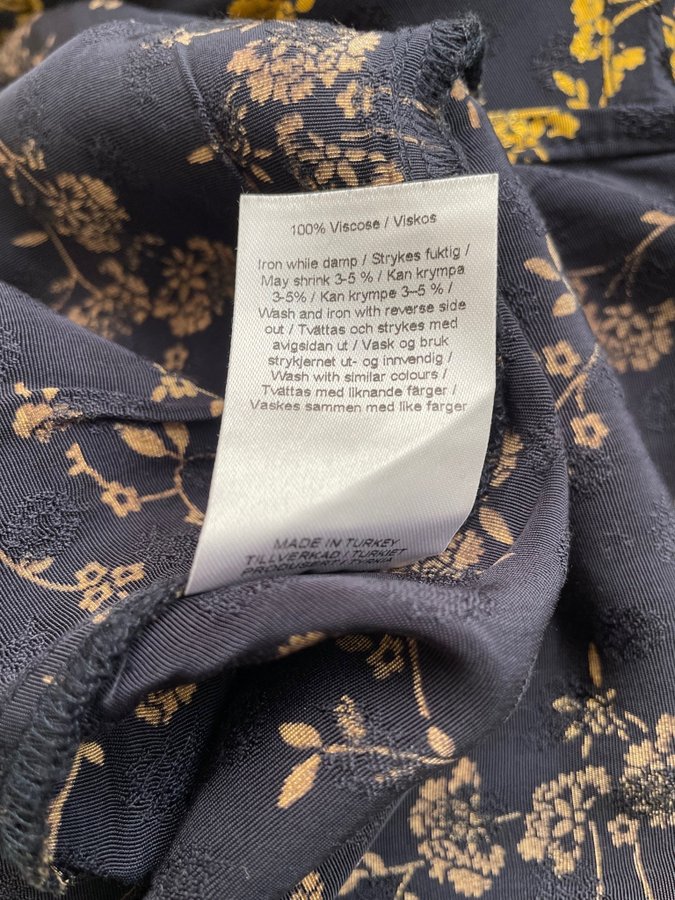 100% Viscose / Viskos
Iron while damp / Strykes fuktig /
May shrink 3-5 % / Kan krympa
3-5% / Kan krympe 3–5 % /
Wash and iron with reverse side
out / Tvättas och strykes med
avigsidan ut / Vask og bruk
strykjernet ut- og innvendig /
Wash with similar colours /
Tvättas med liknande färger /
Vaskes sammen med like farger
MADE IN TURKEY
TILLVERKAD I TURKIET
PRODUSERT I TYRKIA